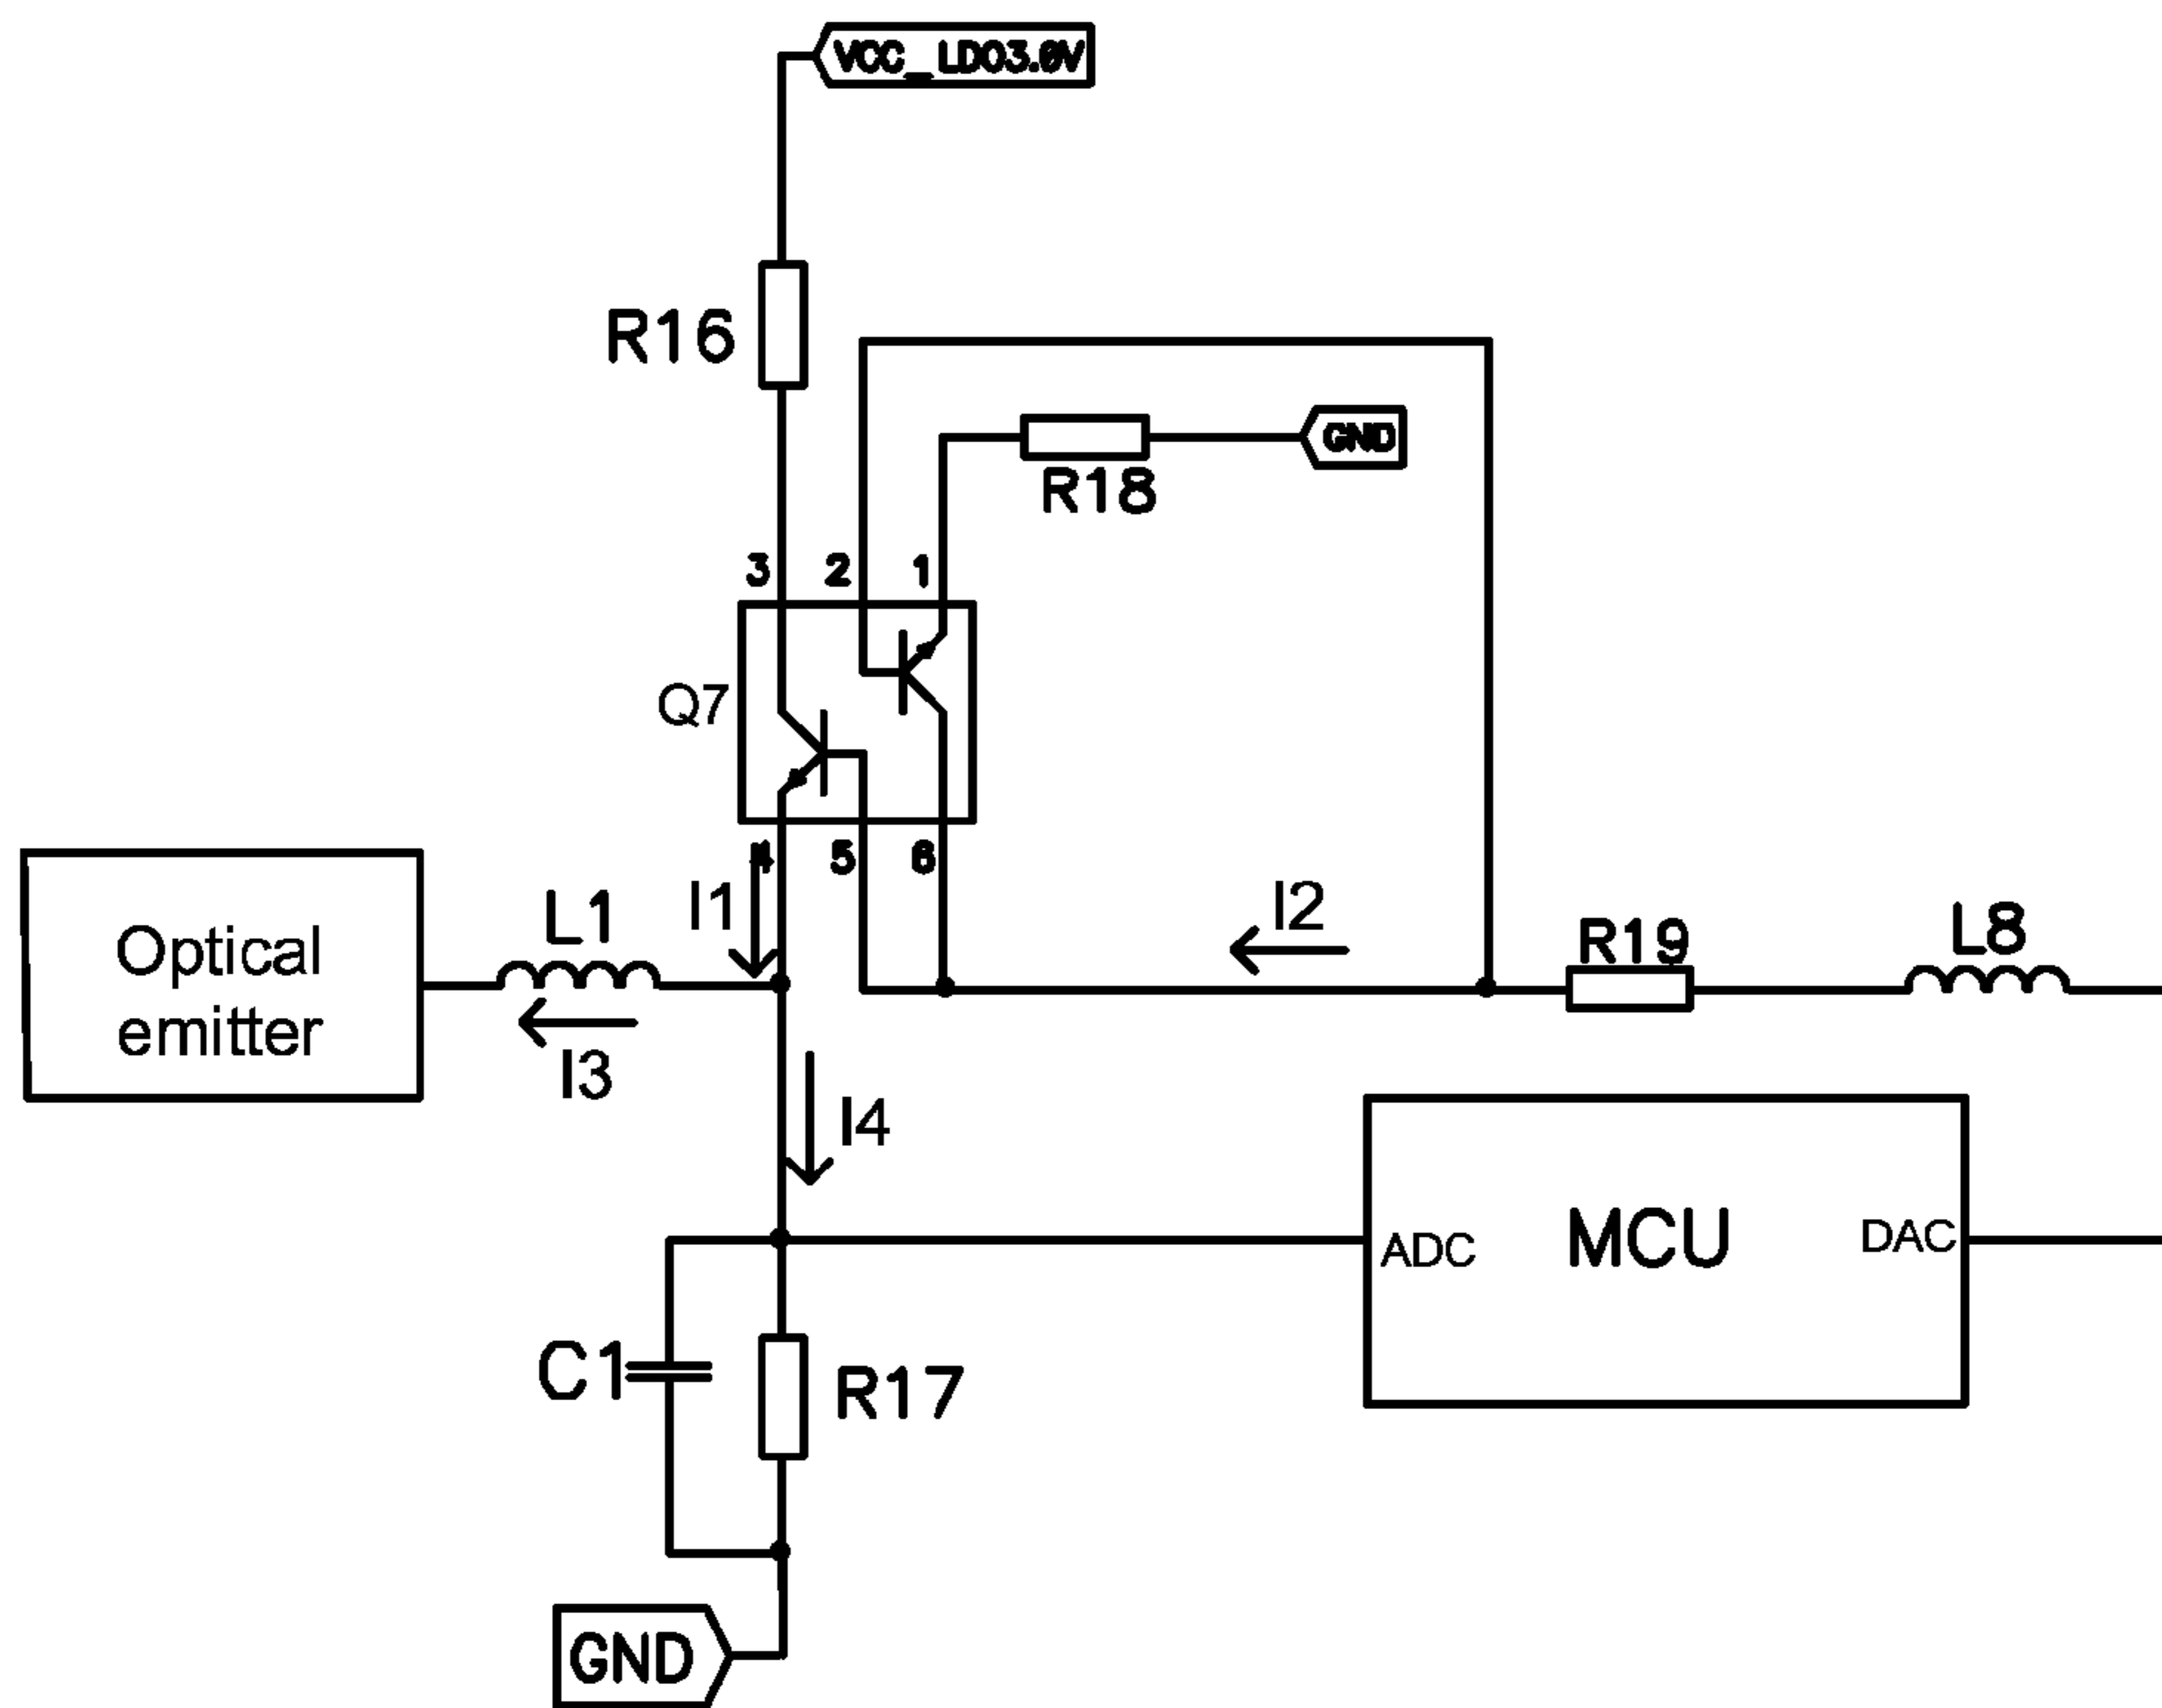 VCC_LDO3.0V
R16
GND
R18
3 2 1
Q7
4 5 6
I1
I2
R19
L8
L1
Optical
emitter
I3
I4
ADC
MCU
DAC
C1
R17
GND